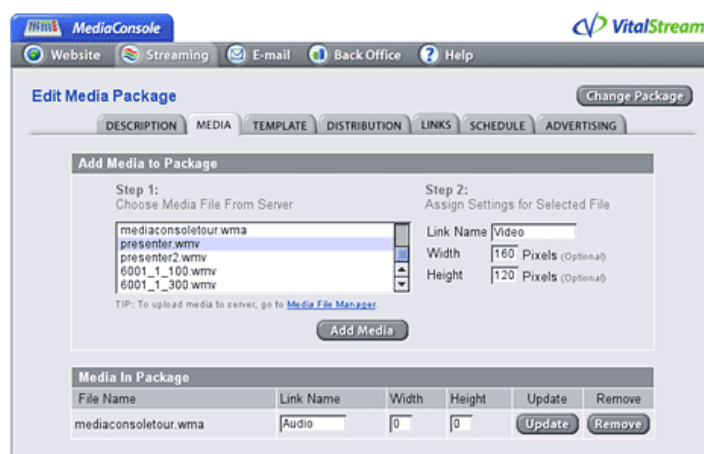 MediaConsole
VitalStream
Website Streaming E-mail Back Office ? Help
Edit Media Package
Change Package
DESCRIPTION MEDIA TEMPLATE DISTRIBUTION LINKS SCHEDULE ADVERTISING
Add Media to Package
Step 1:
Choose Media File From Server
mediaconsoletour.wma
presenter.wmv
presenter2.wmv
6001_1_100.wmv
6001_1_300.wmv
TIP: To upload media to server, go to Media File Manager.
Step 2:
Assign Settings for Selected File
Link Name Video
Width 160 Pixels (Optional)
Height 120 Pixels (Optional)
Add Media
Media In Package
File Name Link Name Width Height Update Remove
mediaconsoletour.wma Audio 0 0 Update Remove